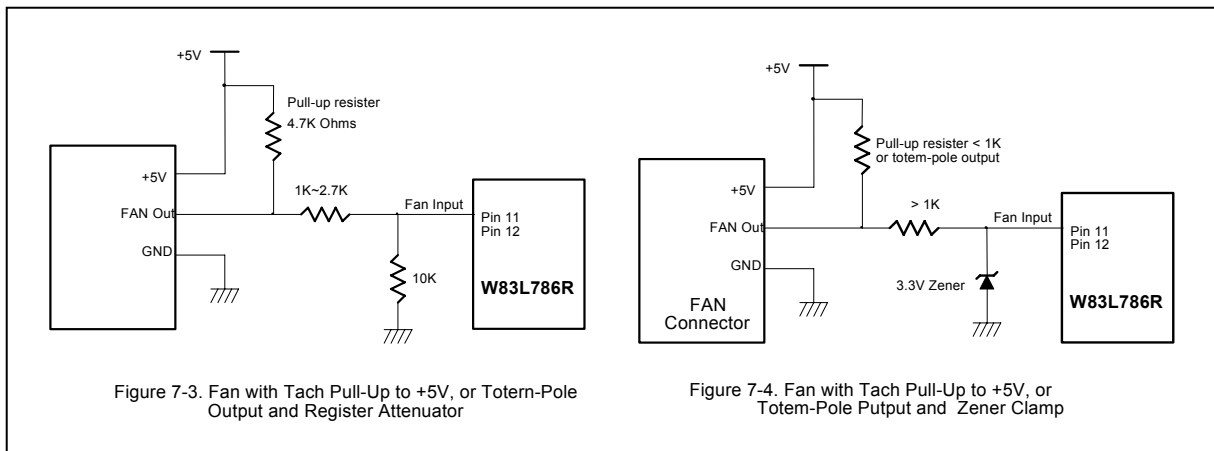 +5V
Pull-up resister
4.7K Ohms
+5V
FAN Out
GND
1K~2.7K
Fan Input
10K
Pin 11
Pin 12
W83L786R
Figure 7-3. Fan with Tach Pull-Up to +5V, or Totern-Pole
Output and Register Attenuator
+5V
Pull-up resister < 1K
or totem-pole output
+5V
FAN Out
GND
FAN
Connector
> 1K
Fan Input
3.3V Zener
Pin 11
Pin 12
W83L786R
Figure 7-4. Fan with Tach Pull-Up to +5V, or
Totem-Pole Putput and Zener Clamp